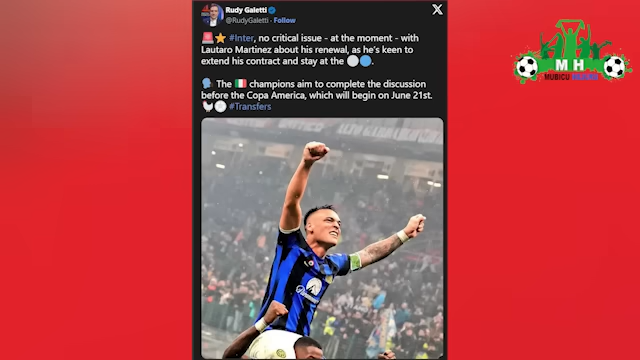 Rudy Galetti
@RudyGaletti · Follow
#Inter, no critical issue - at the moment - with
Lautaro Martinez about his renewal, as he's keen to
extend his contract and stay at the
The champions aim to complete the discussion
before the Copa America, which will begin on June 21st.
#Transfers
Paramount+
M H